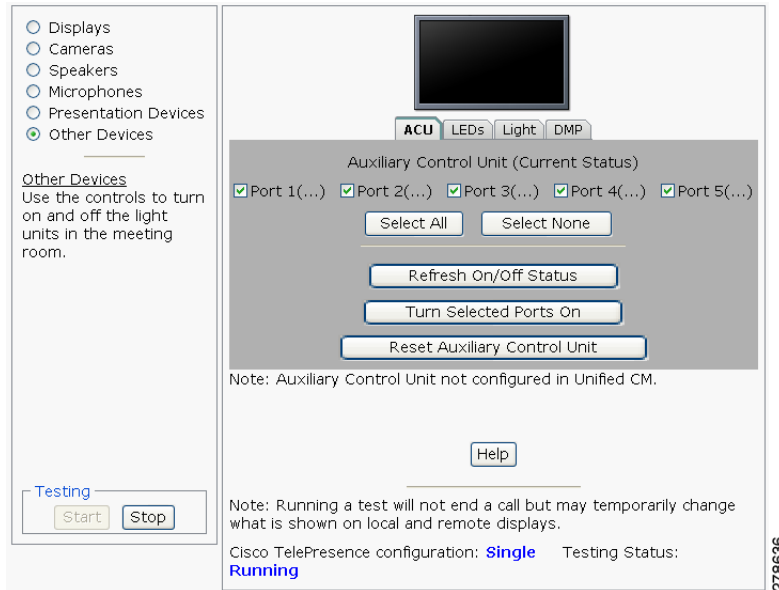 Displays
Cameras
Speakers
Microphones
Presentation Devices
Other Devices
Other Devices
Use the controls to turn
on and off the light
units in the meeting
room.
Testing
Start Stop
ACU LEDs Light DMP
Auxiliary Control Unit (Current Status)
Port 1(...) Port 2(...) Port 3(...) Port 4(...) Port 5(...)
Select All Select None
Refresh On/Off Status
Turn Selected Ports On
Reset Auxiliary Control Unit
Note: Auxiliary Control Unit not configured in Unified CM.
Help
Note: Running a test will not end a call but may temporarily change
what is shown on local and remote displays.
Cisco TelePresence configuration: Single Testing Status:
Running
278636